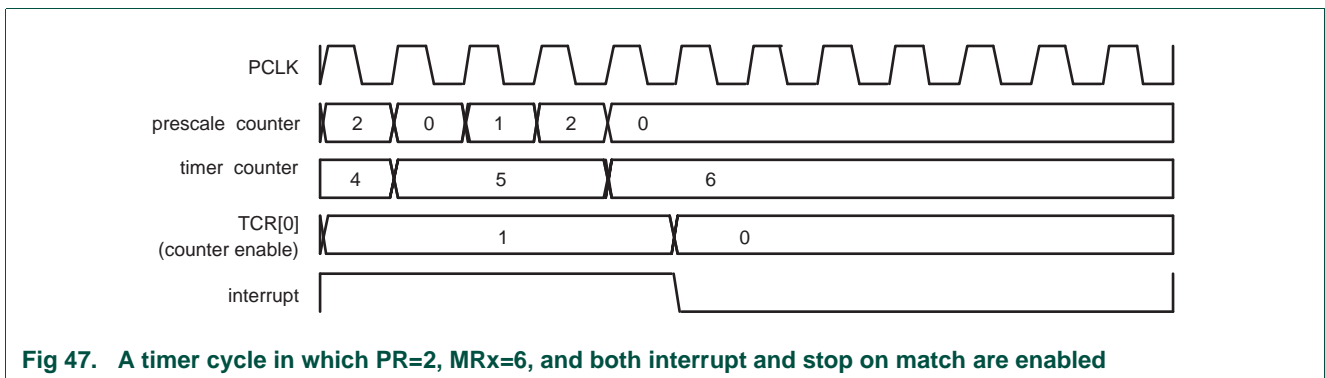 PCLK
prescale counter 2 0 1 2 0
timer counter 4 5 6
TCR[0]
(counter enable) 1 0
interrupt
Fig 47. A timer cycle in which PR=2, MRx=6, and both interrupt and stop on match are enabled